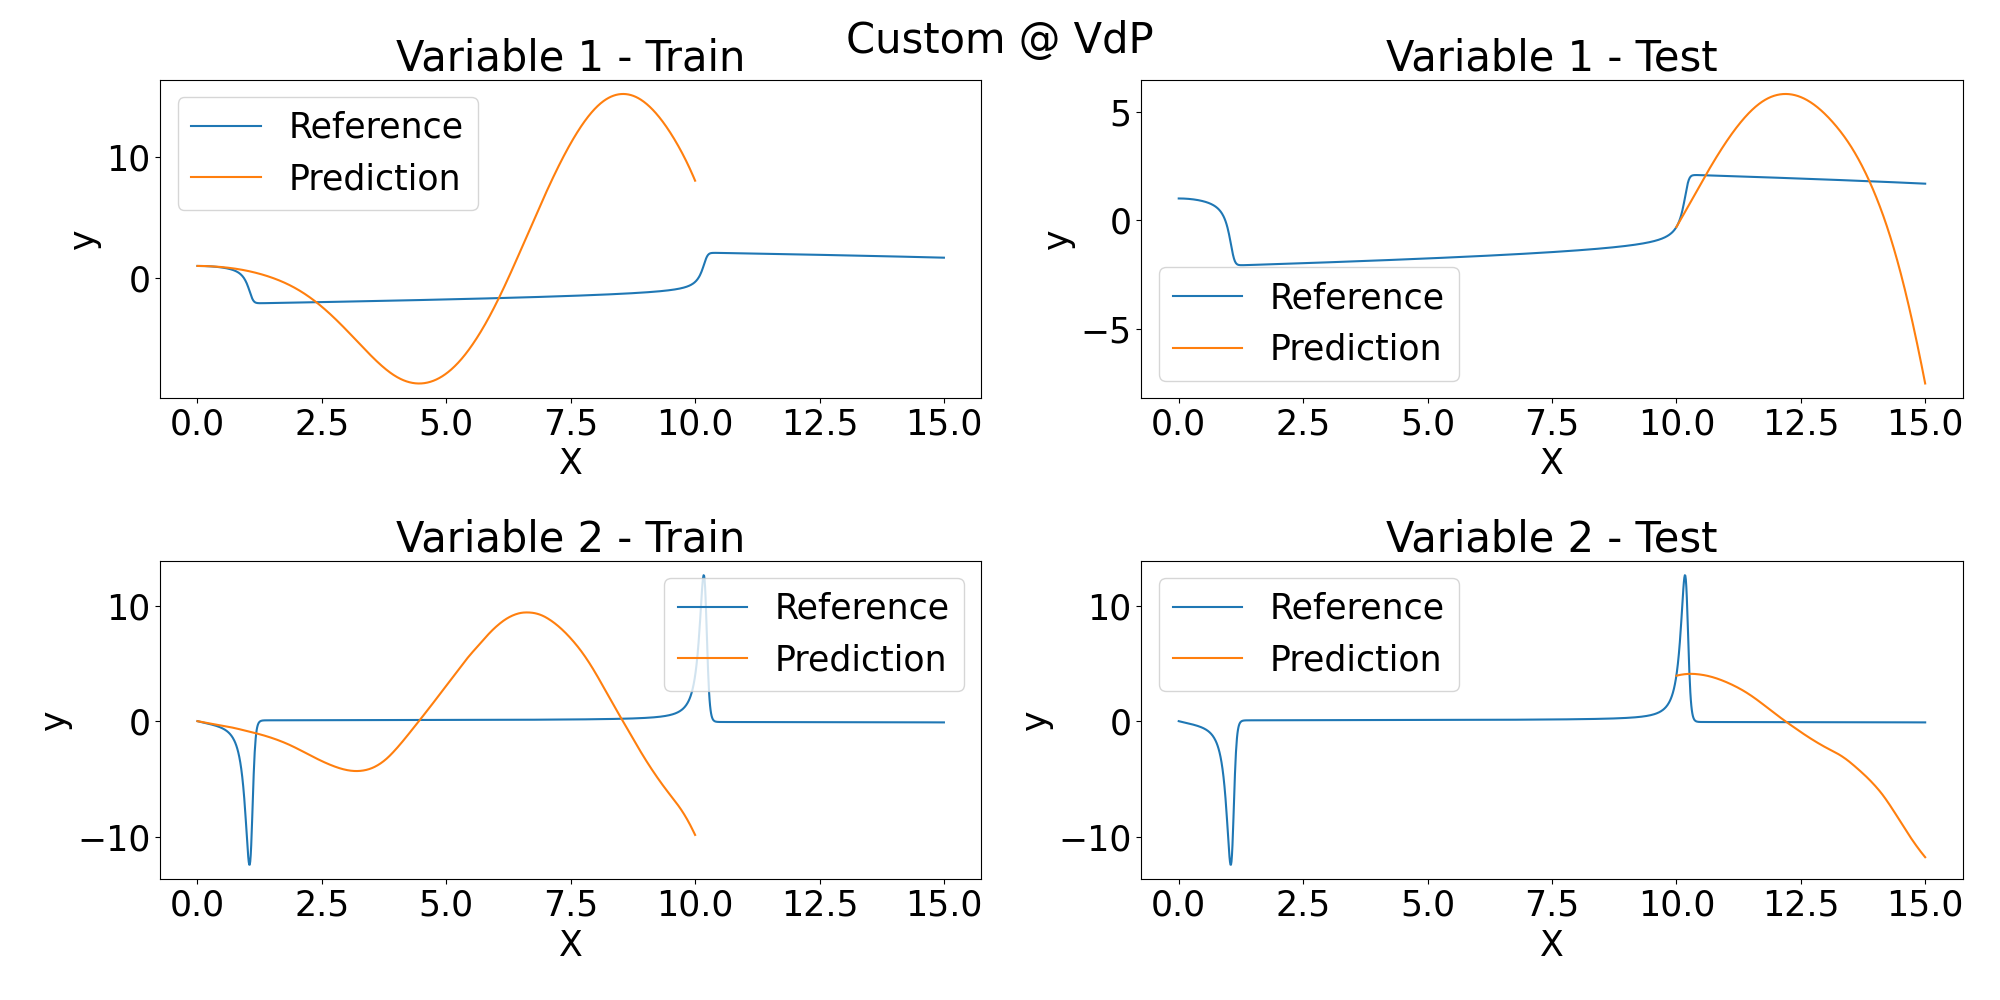 Custom @ VdP
Variable 1 - Train
Reference
Prediction
10
0
y
0.0 2.5 5.0 7.5 10.0 12.5 15.0
X
Variable 1 - Test
5
0
−5
y
Reference
Prediction
0.0 2.5 5.0 7.5 10.0 12.5 15.0
X
Variable 2 - Train
10
0
−10
y
Reference
Prediction
0.0 2.5 5.0 7.5 10.0 12.5 15.0
X
Variable 2 - Test
Reference
Prediction
10
0
−10
y
0.0 2.5 5.0 7.5 10.0 12.5 15.0
X